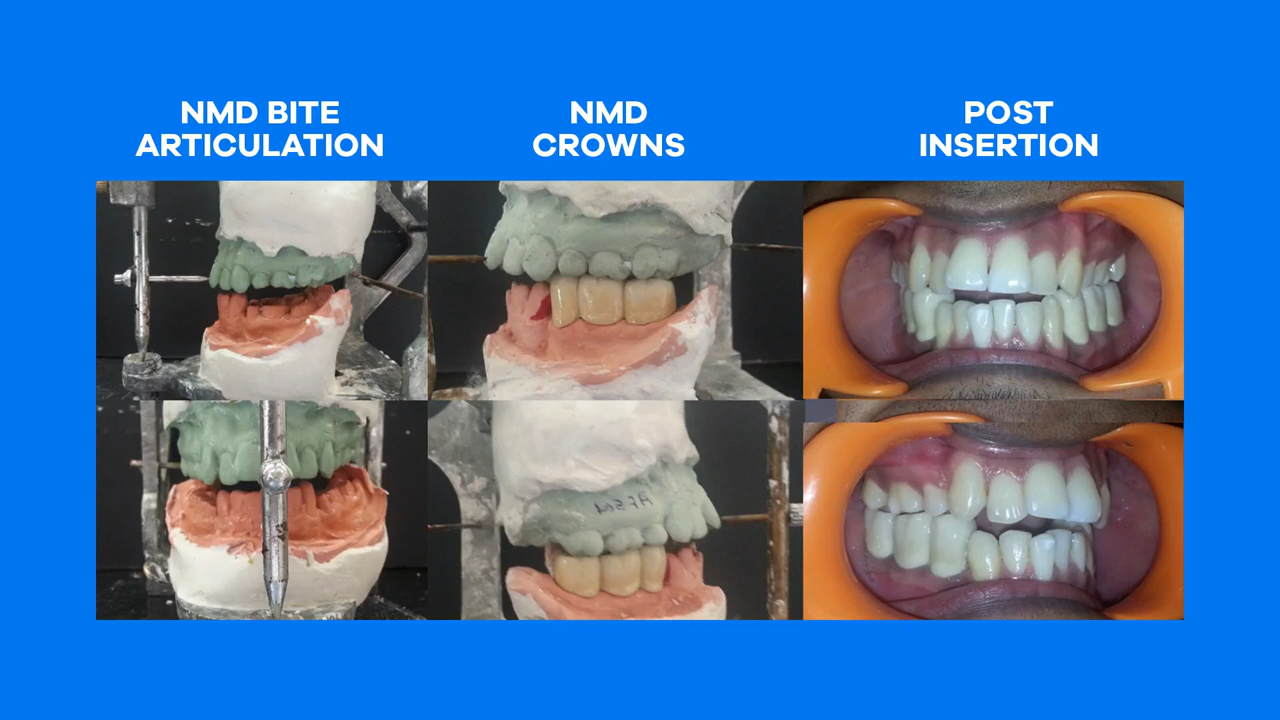 NMD BITE
ARTICULATION
NMD
CROWNS
POST
INSERTION